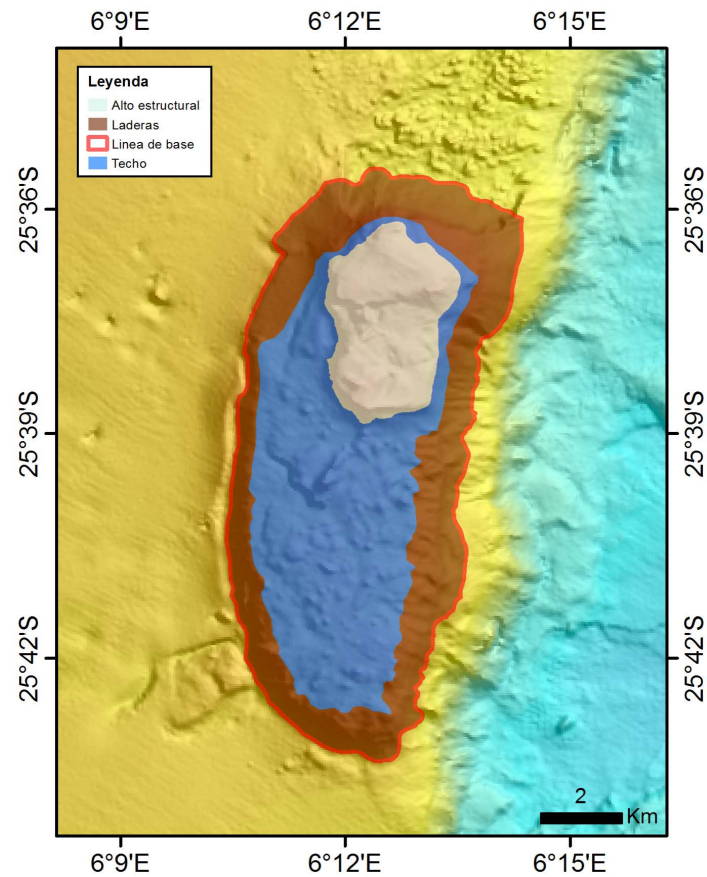 6°9'E 6°12'E 6°15'E
Leyenda
Alto estructural
Laderas
Linea de base
Techo
25°36'S 25°36'S
25°39'S 25°39'S
25°42'S 25°42'S
2
Km
6°9'E 6°12'E 6°15'E